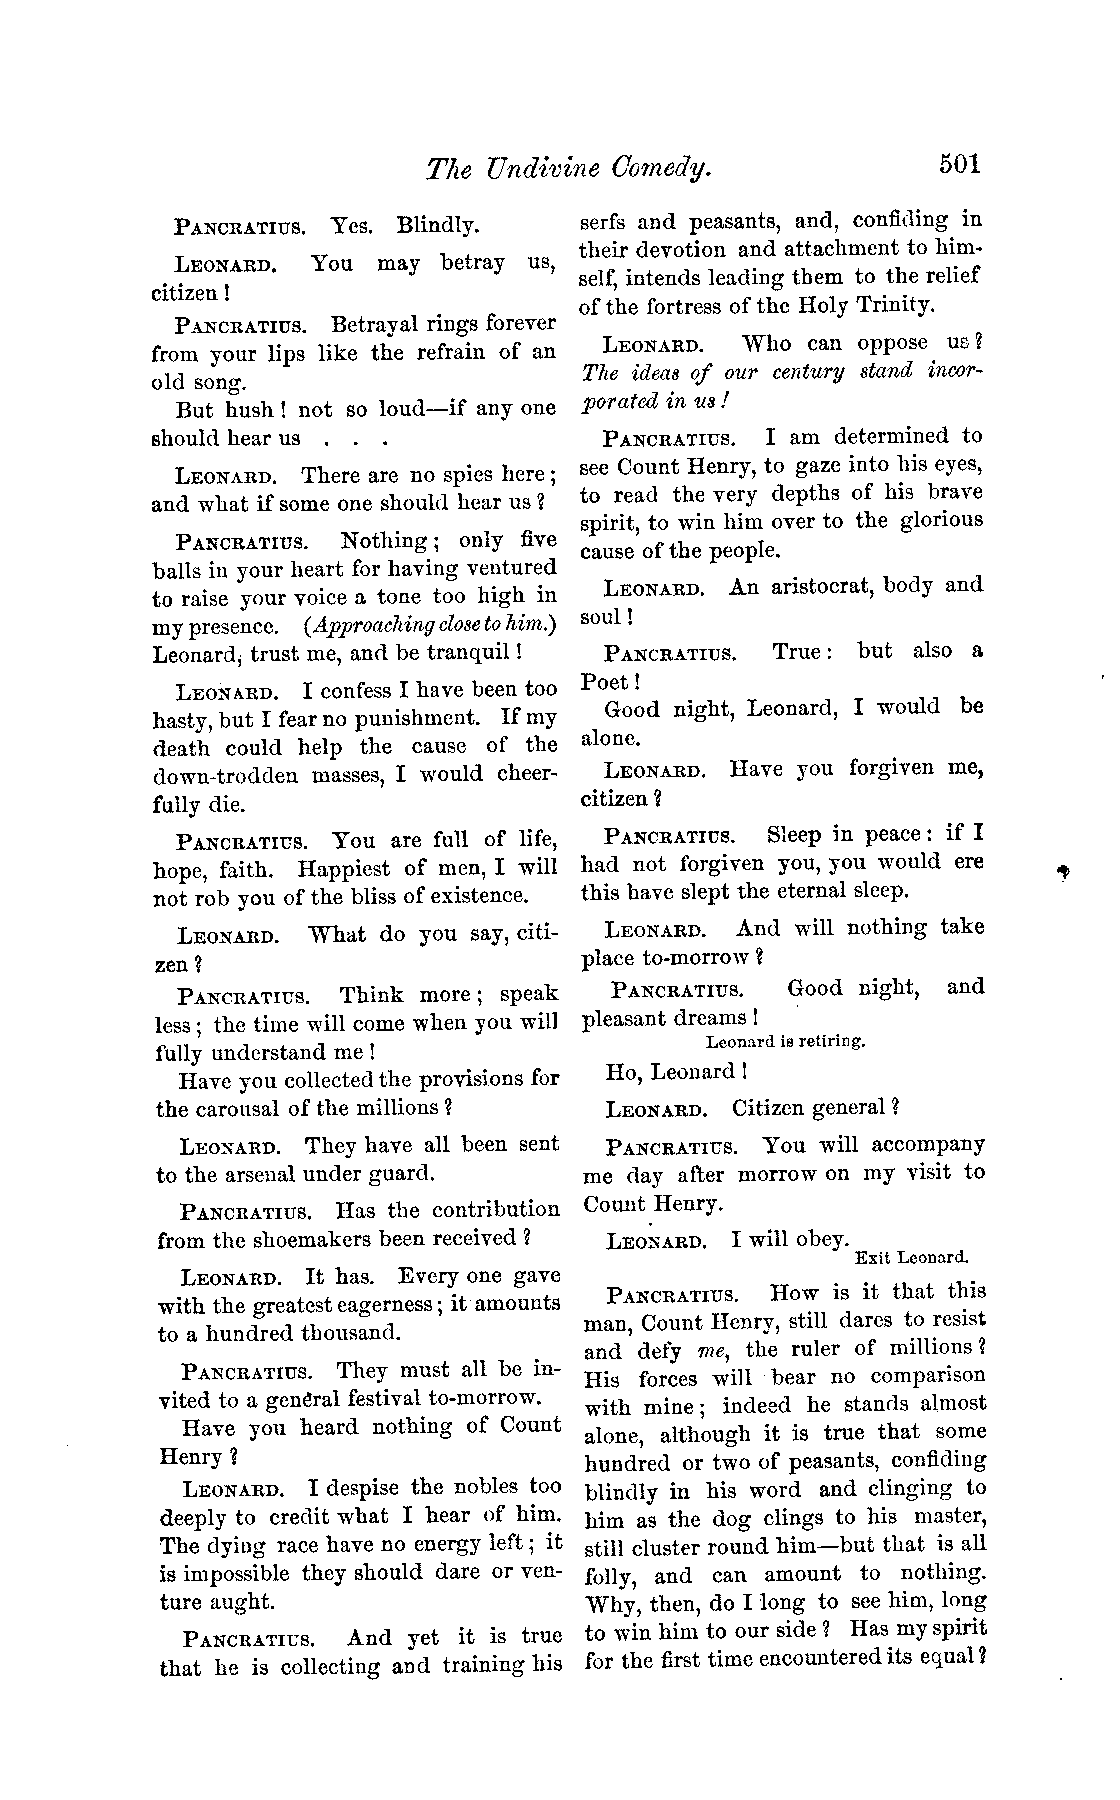 The Undivine Comedy. 501
PANCRATIUS. Yes. Blindly.
LEONARD. You may betray us,
citizen!
PANCRATIUS. Betrayal rings forever
from your lips like the refrain of an
old song.
But hush! not so loud—if any one
should hear us . . .
LEONARD. There are no spies here;
and what if some one should hear us?
PANCRATIUS. Nothing; only five
balls in your heart for having ventured
to raise your voice a tone too high in
my presence. (Approaching close to him.)
Leonard, trust me, and be tranquil!
LEONARD. I confess I have been too
hasty, but I fear no punishment. If my
death could help the cause of the
down-trodden masses, I would cheer-
fully die.
PANCRATIUS. You are full of life,
hope, faith. Happiest of men, I will
not rob you of the bliss of existence.
LEONARD. What do you say, citi-
zen?
PANCRATIUS. Think more; speak
less; the time will come when you will
fully understand me!
Have you collected the provisions for
the carousal of the millions?
LEONARD. They have all been sent
to the arsenal under guard.
PANCRATIUS. Has the contribution
from the shoemakers been received?
LEONARD. It has. Every one gave
with the greatest eagerness; it amounts
to a hundred thousand.
PANCRATIUS. They must all be in-
vited to a general festival to-morrow.
Have you heard nothing of Count
Henry?
LEONARD. I despise the nobles too
deeply to credit what I hear of him.
The dying race have no energy left; it
is impossible they should dare or ven-
ture aught.
PANCRATIUS. And yet it is true
that he is collecting and training his
serfs and peasants, and, confiding in
their devotion and attachment to him-
self, intends leading them to the relief
of the fortress of the Holy Trinity.
LEONARD. Who can oppose us?
The ideas of our century stand incor-
porated in us!
PANCRATIUS. I am determined to
see Count Henry, to gaze into his eyes,
to read the very depths of his brave
spirit, to win him over to the glorious
cause of the people.
LEONARD. An aristocrat, body and
soul!
PANCRATIUS. True: but also a
Poet!
Good night, Leonard, I would be
alone.
LEONARD. Have you forgiven me,
citizen?
PANCRATIUS. Sleep in peace: if I
had not forgiven you, you would ere
this have slept the eternal sleep.
LEONARD. And will nothing take
place to-morrow?
PANCRATIUS. Good night, and
pleasant dreams!
Leonard is retiring.
Ho, Leonard!
LEONARD. Citizen general?
PANCRATIUS. You will accompany
me day after morrow on my visit to
Count Henry.
LEONARD. I will obey.
Exit Leonard.
PANCRATIUS. How is it that this
man, Count Henry, still dares to resist
and defy me, the ruler of millions?
His forces will bear no comparison
with mine; indeed he stands almost
alone, although it is true that some
hundred or two of peasants, confiding
blindly in his word and clinging to
him as the dog clings to his master,
still cluster round him—but that is all
folly, and can amount to nothing.
Why, then, do I long to see him, long
to win him to our side? Has my spirit
for the first time encountered its equal?